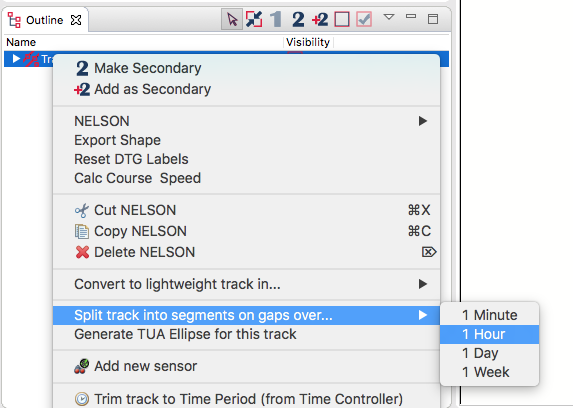 Outline
1 2 +2
Name Visibility
Tra
2 Make Secondary
+2 Add as Secondary
NELSON
Export Shape
Reset DTG Labels
Calc Course Speed
Cut NELSON ⌘X
Copy NELSON ⌘C
Delete NELSON ⌦
Convert to lightweight track in...
Split track into segments on gaps over...
1 Minute
Generate TUA Ellipse for this track
1 Hour
1 Day
Add new sensor
1 Week
Trim track to Time Period (from Time Controller)